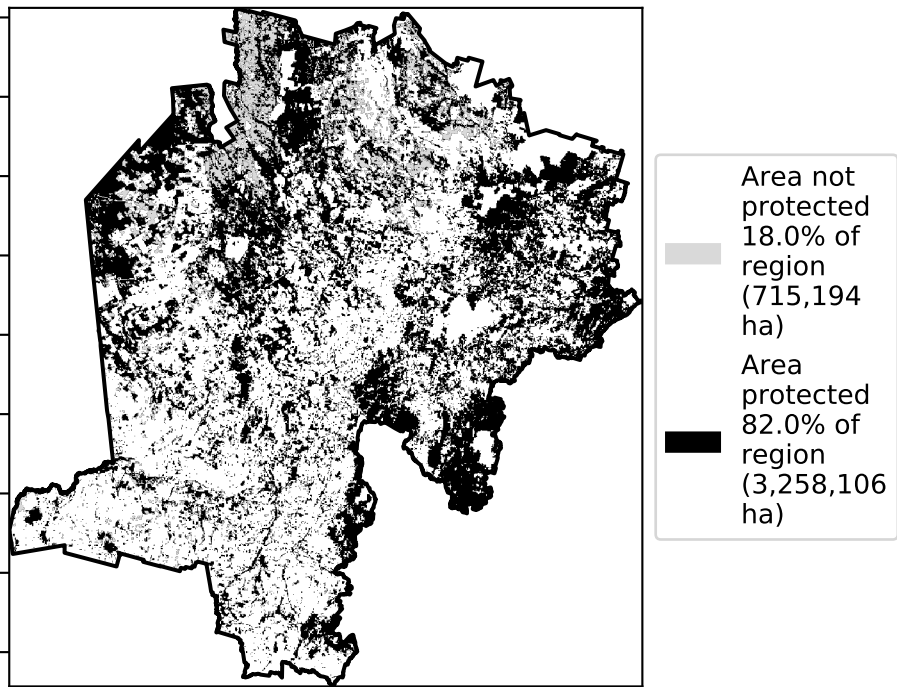 Area not
protected
18.0% of
region
(715,194
ha)
Area
protected
82.0% of
region
(3,258,106
ha)